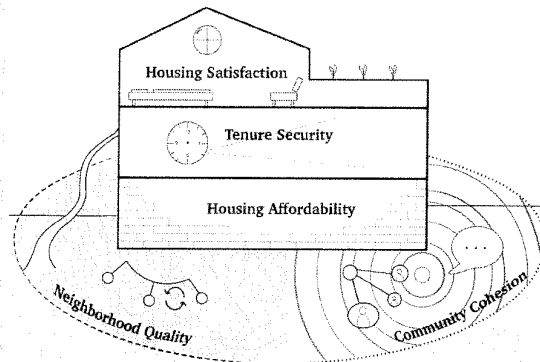 Housing Satisfaction
Tenure Security
Housing Affordability
Neighborhood Quality
Community Cohesion
...